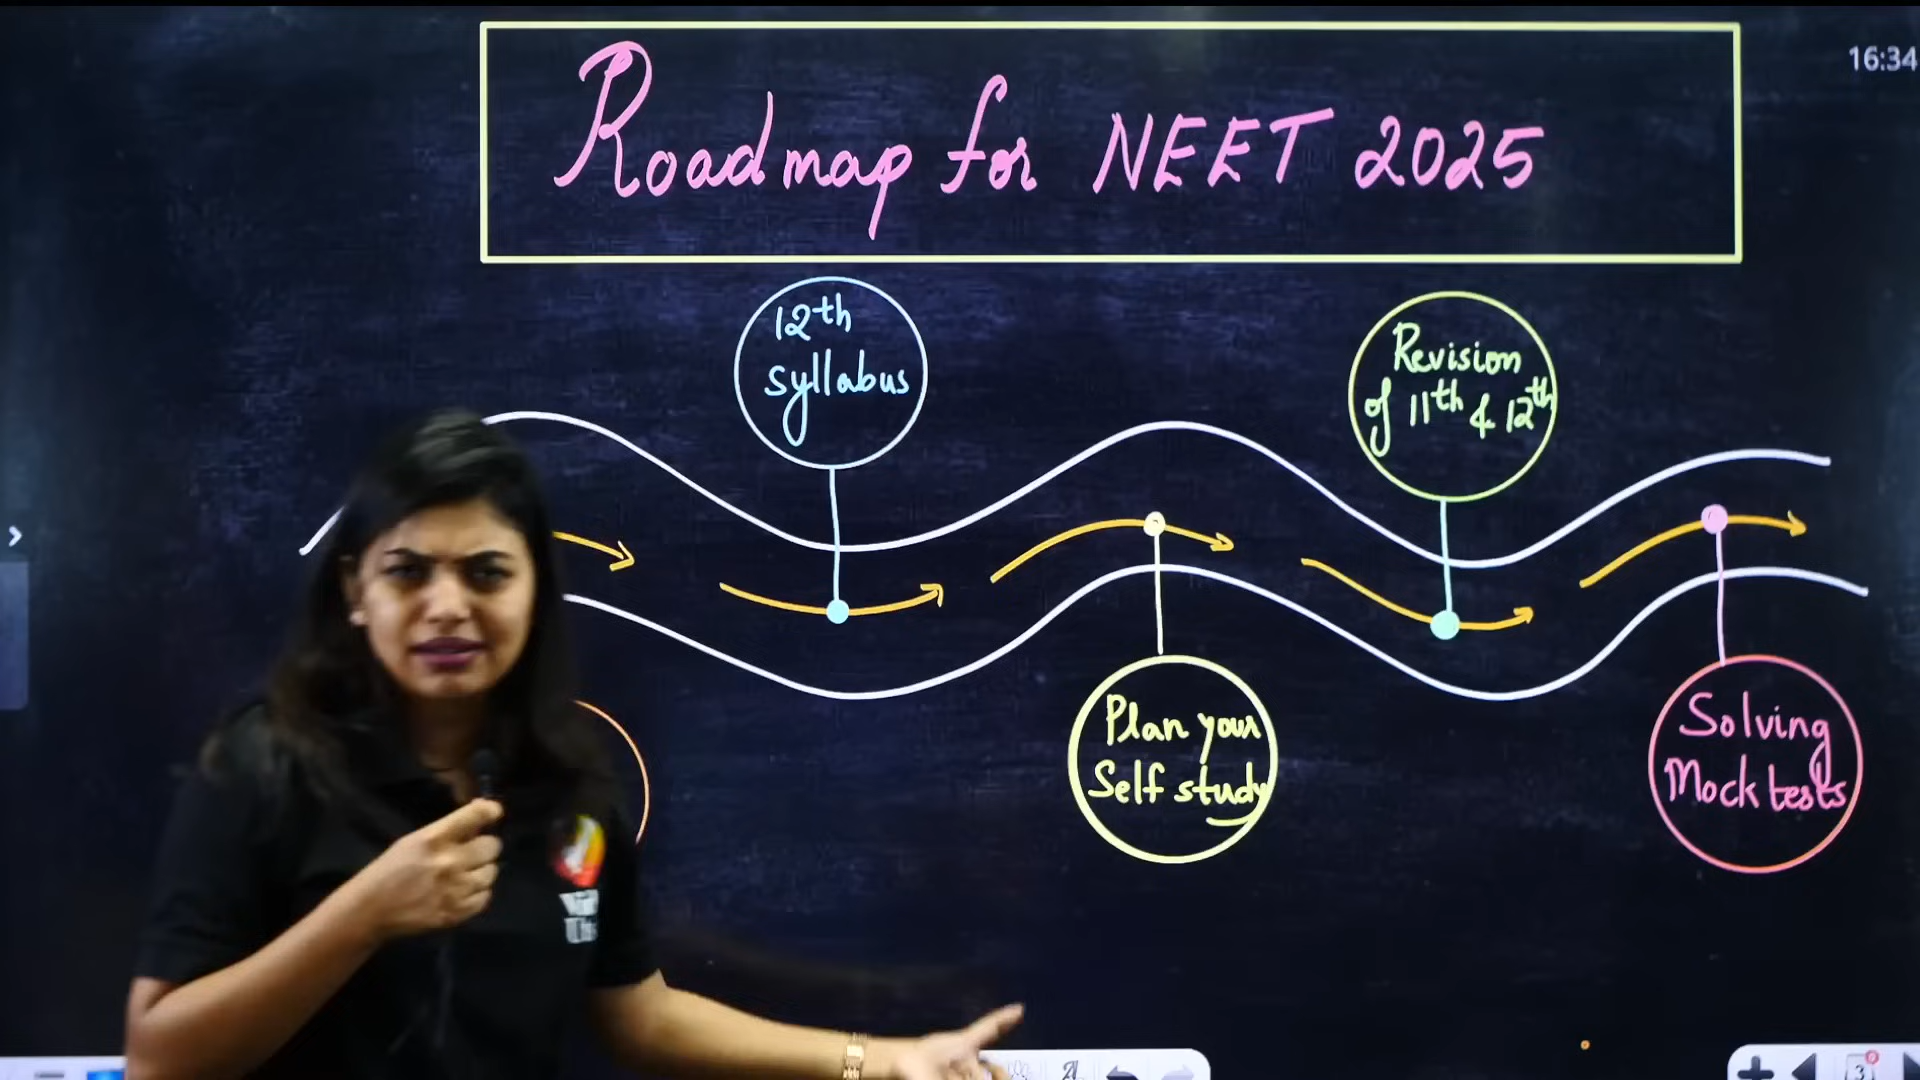 Roadmap for NEET 2025
16:34
12th
syllabus
Revision
of 11th & 12th
Plan your
Self study
Solving
Mock tests
3